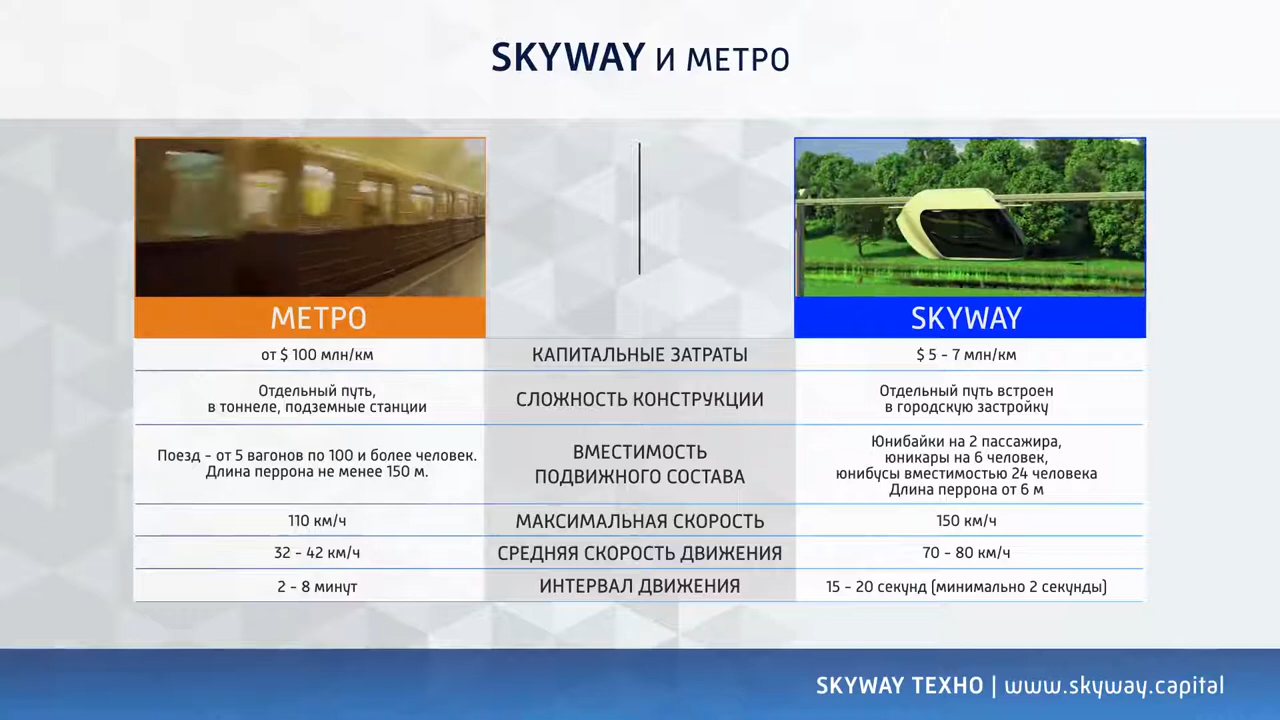 SKYWAY И МЕТРО
МЕТРО
SKYWAY
от $ 100 млн/км
КАПИТАЛЬНЫЕ ЗАТРАТЫ
$ 5 - 7 млн/км
Отдельный путь,
в тоннеле, подземные станции
СЛОЖНОСТЬ КОНСТРУКЦИИ
Отдельный путь встроен
в городскую застройку
Поезд - от 5 вагонов по 100 и более человек.
Длина перрона не менее 150 м.
ВМЕСТИМОСТЬ
ПОДВИЖНОГО СОСТАВА
Юнибайки на 2 пассажира,
юникары на 6 человек,
юнибусы вместимостью 24 человека
Длина перрона от 6 м
110 км/ч
МАКСИМАЛЬНАЯ СКОРОСТЬ
150 км/ч
32 - 42 км/ч
СРЕДНЯЯ СКОРОСТЬ ДВИЖЕНИЯ
70 - 80 км/ч
2 - 8 минут
ИНТЕРВАЛ ДВИЖЕНИЯ
15 - 20 секунд (минимально 2 секунды)
SKYWAY ТЕХНО | www.skyway.capital